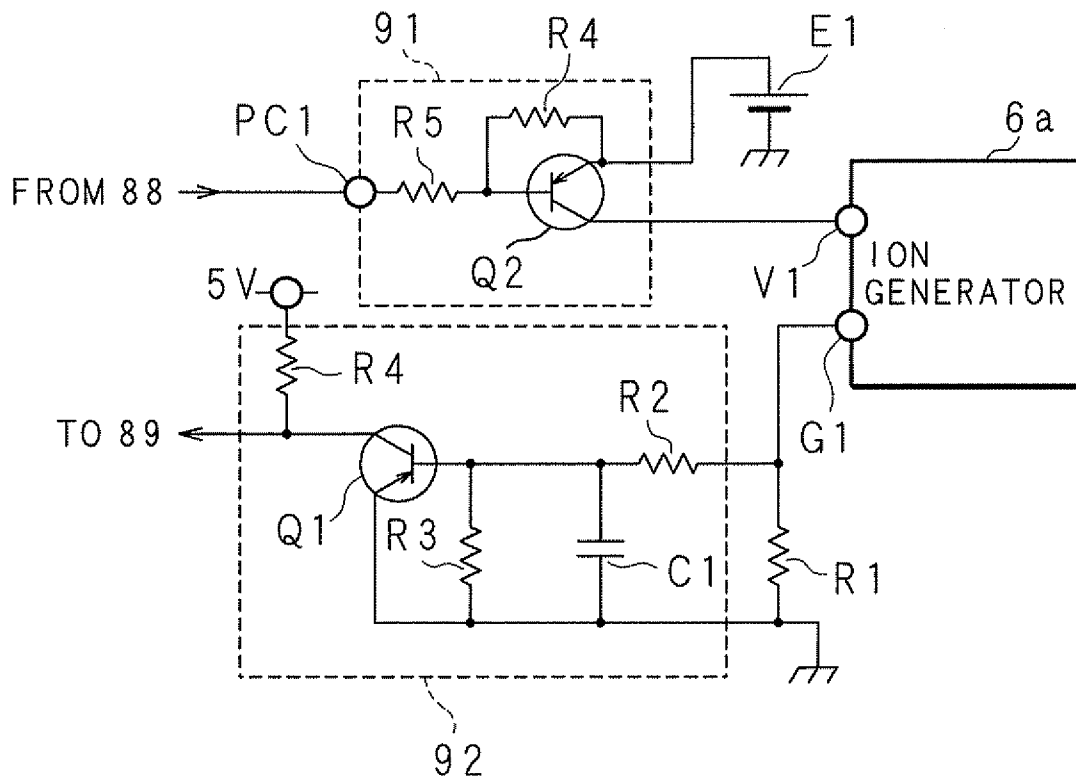 91
R4
E1
PC1
R5
6a
FROM 88
Q2
V1
ION
GENERATOR
5V
R4
R2
G1
TO 89
Q1
R3
C1
R1
92